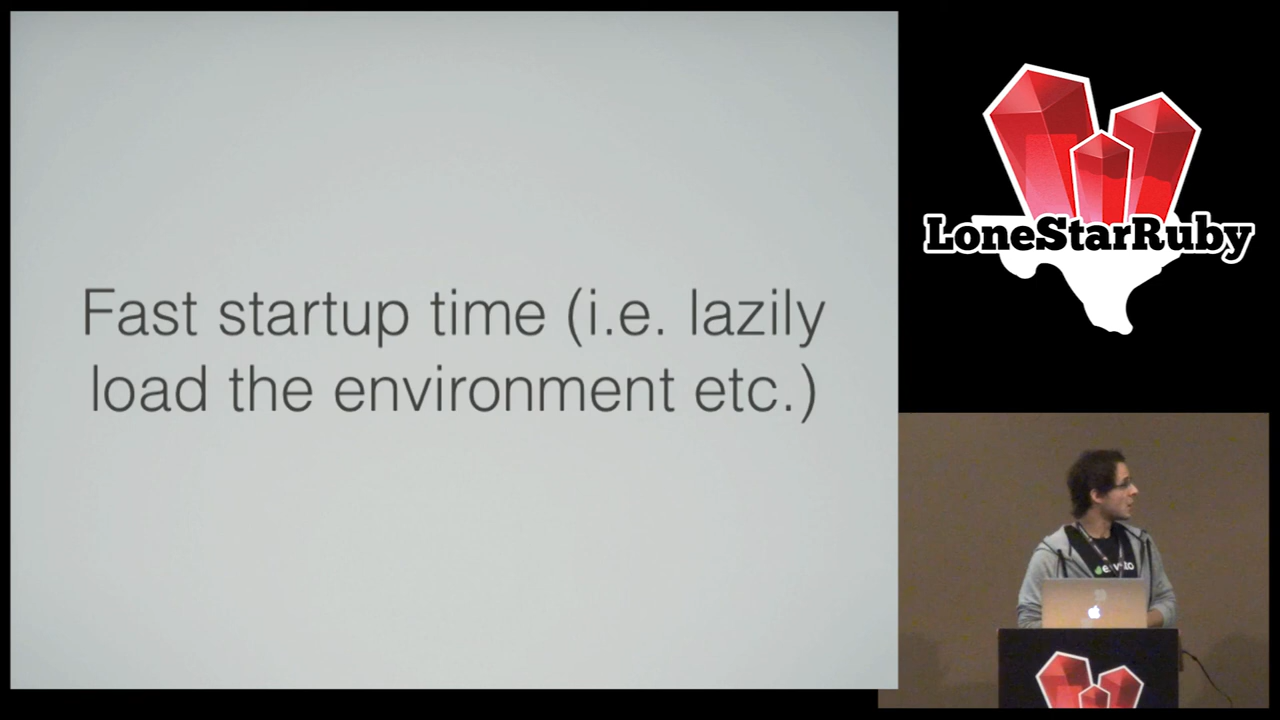 Fast startup time (i.e. lazily
load the environment etc.)
LoneStarRuby